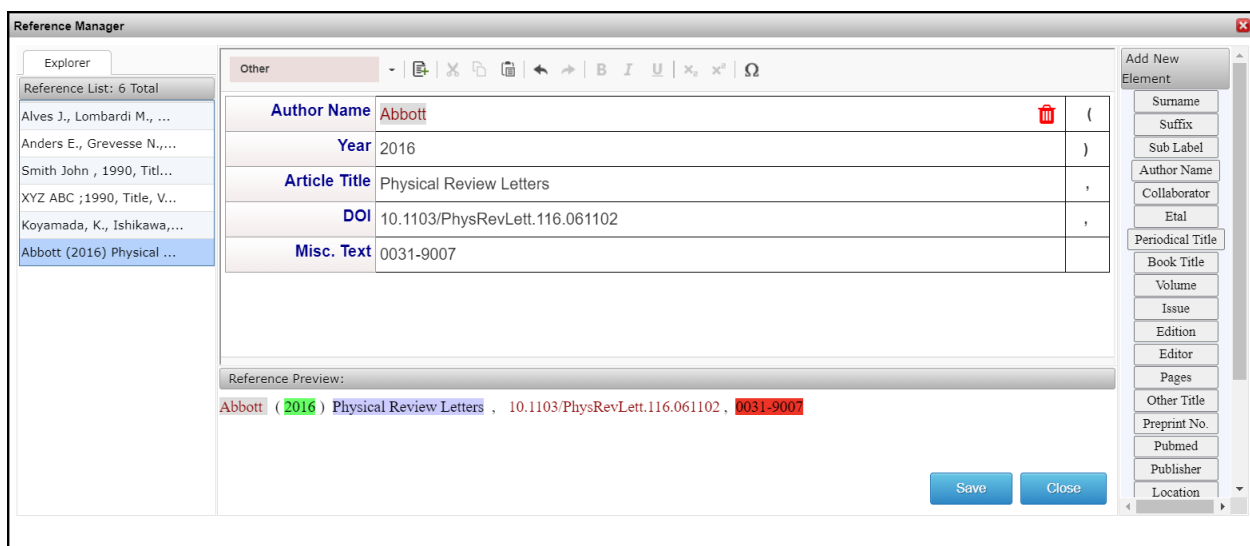 Reference Manager
Explorer
Reference List: 6 Total
Alves J., Lombardi M., ...
Anders E., Grevesse N.,...
Smith John , 1990, Titl...
XYZ ABC ;1990, Title, V...
Koyamada, K., Ishikawa,...
Abbott (2016) Physical ...
Other B I U x₂ x² Ω
Author Name Abbott (
Year 2016 )
Article Title Physical Review Letters ,
DOI 10.1103/PhysRevLett.116.061102 ,
Misc. Text 0031-9007
Reference Preview:
Abbott ( 2016 ) Physical Review Letters , 10.1103/PhysRevLett.116.061102 , 0031-9007
Save Close
Add New
Element
Surname
Suffix
Sub Label
Author Name
Collaborator
Etal
Periodical Title
Book Title
Volume
Issue
Edition
Editor
Pages
Other Title
Preprint No.
Pubmed
Publisher
Location